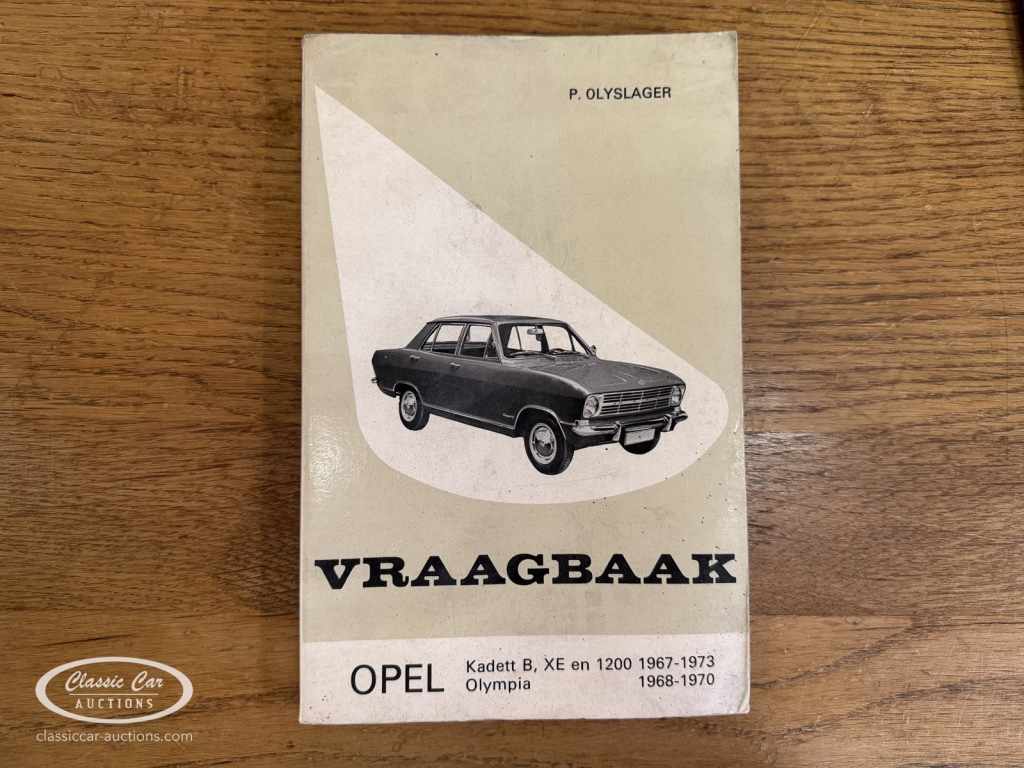 P. OLYSLAGER
VRAAGBAAK
OPEL
Kadett B, XE en 1200 1967-1973
Olympia 1968-1970
Classic Car
AUCTIONS
classiccar-auctions.com